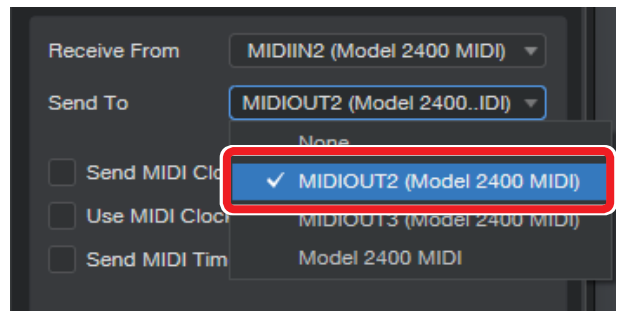 Receive From MIDIIN2 (Model 2400 MIDI)
Send To MIDIOUT2 (Model 2400..IDI)
None
Send MIDI Clo
MIDIOUT2 (Model 2400 MIDI)
Use MIDI Cloc
MIDIOUT3 (Model 2400 MIDI)
Send MIDI Tim
Model 2400 MIDI